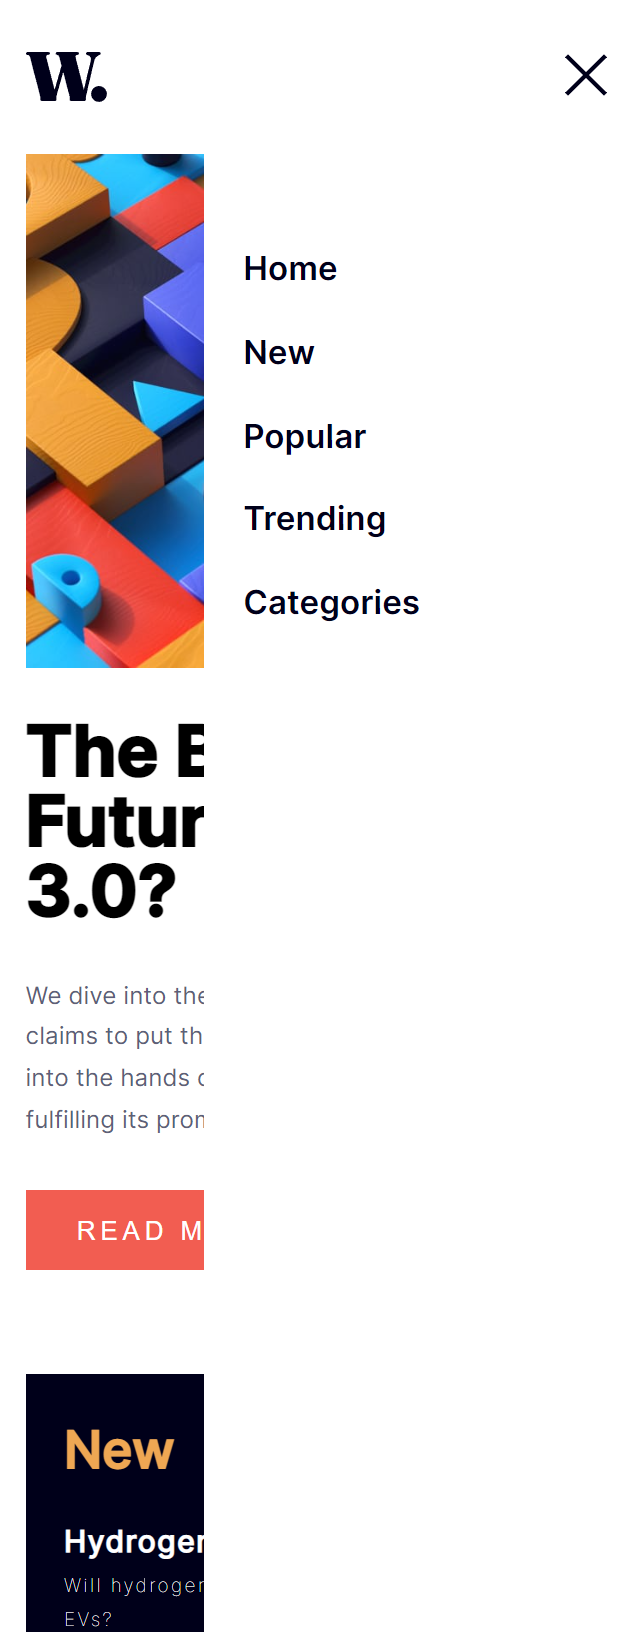 W.
Home
New
Popular
Trending
Categories
The
Futur
3.0?
We dive into the
claims to put th
into the hands
fulfilling its pro
READ M
New
Hydroger
Will hydroger
EVs?